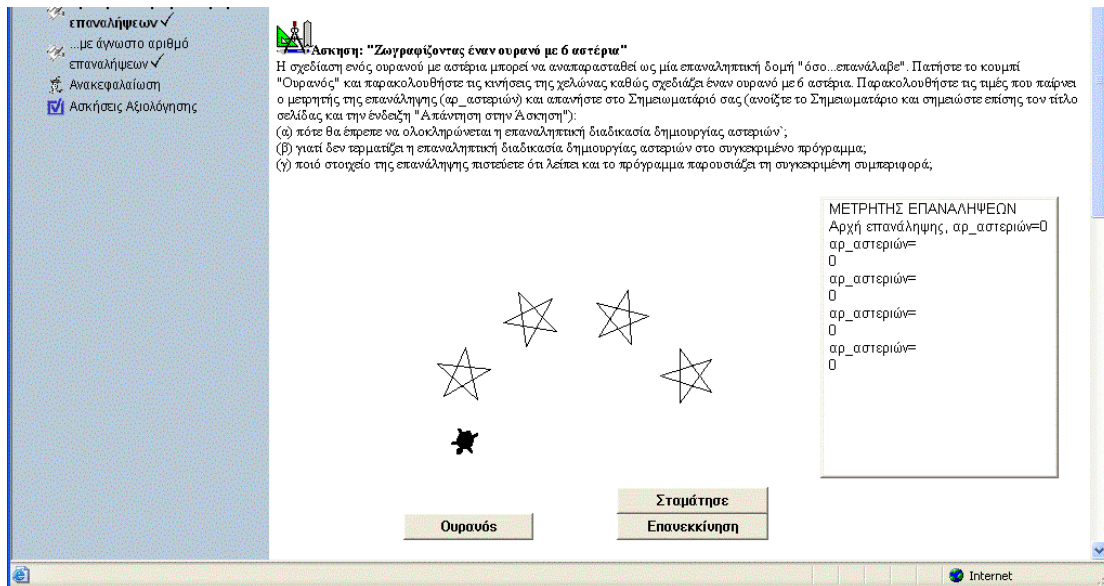 επαναλήψεων
...με άγνωστο αριθμό
επαναλήψεων
Ανακεφαλαίωση
Ασκήσεις Αξιολόγησης
Άσκηση: "Ζωγραφίζοντας έναν ουρανό με 6 αστέρια"
Η σχεδίαση ενός ουρανού με αστέρια μπορεί να αναπαρασταθεί ως μία επαναληπτική δομή "όσο...επανάλαβε". Πατήστε το κουμπί
"Ουρανός" και παρακολουθήστε τις κινήσεις της χελώνας καθώς σχεδιάζει έναν ουρανό με 6 αστέρια. Παρακολουθήστε τις τιμές που παίρνει
ο μετρητής της επανάληψης (αρ_αστεριών) και απανήστε στο Σημειωματάριό σας (ανοίξτε το Σημειωματάριο και σημειώστε επίσης τον τίτλο
σελίδας και την ένδειξη "Απάντηση στην Άσκηση"):
(α) πότε θα έπρεπε να ολοκληρώνεται η επαναληπτική διαδικασία δημιουργίας αστεριών`;
(β) γιατί δεν τερματίζει η επαναληπτική διαδικασία δημιουργίας αστεριών στο συγκεκριμένο πρόγραμμα;
(γ) ποιό στοιχείο της επανάληψης πιστεύετε ότι λείπει και το πρόγραμμα παρουσιάζει τη συγκεκριμένη συμπεριφορά;
ΜΕΤΡΗΤΗΣ ΕΠΑΝΑΛΗΨΕΩΝ
Αρχή επανάληψης, αρ_αστεριών=0
αρ_αστεριών=
0
αρ_αστεριών=
0
αρ_αστεριών=
0
αρ_αστεριών=
0
Σταμάτησε
Ουρανός
Επανεκκίνηση
Internet